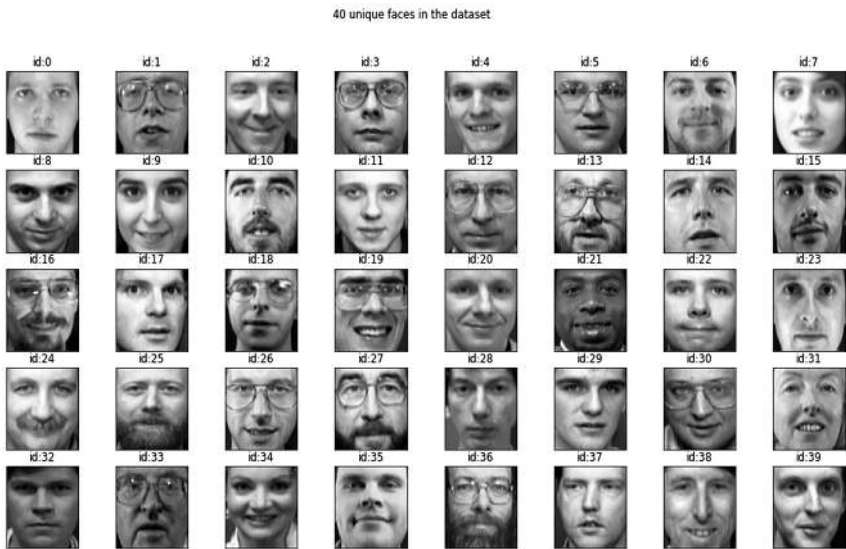 40 unique faces in the dataset
id:0 id:1 id:2 id:3 id:4 id:5 id:6 id:7
id:8 id:9 id:10 id:11 id:12 id:13 id:14 id:15
id:16 id:17 id:18 id:19 id:20 id:21 id:22 id:23
id:24 id:25 id:26 id:27 id:28 id:29 id:30 id:31
id:32 id:33 id:34 id:35 id:36 id:37 id:38 id:39